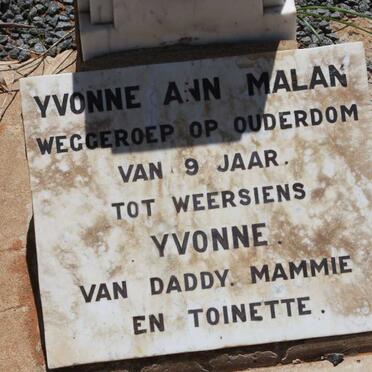 YVONNE ANN MALAN
WEGGEROEP OP OUDERDOM
VAN 9 JAAR.
TOT WEERSIENS
YVONNE.
VAN DADDY. MAMMIE
EN TOINETTE.